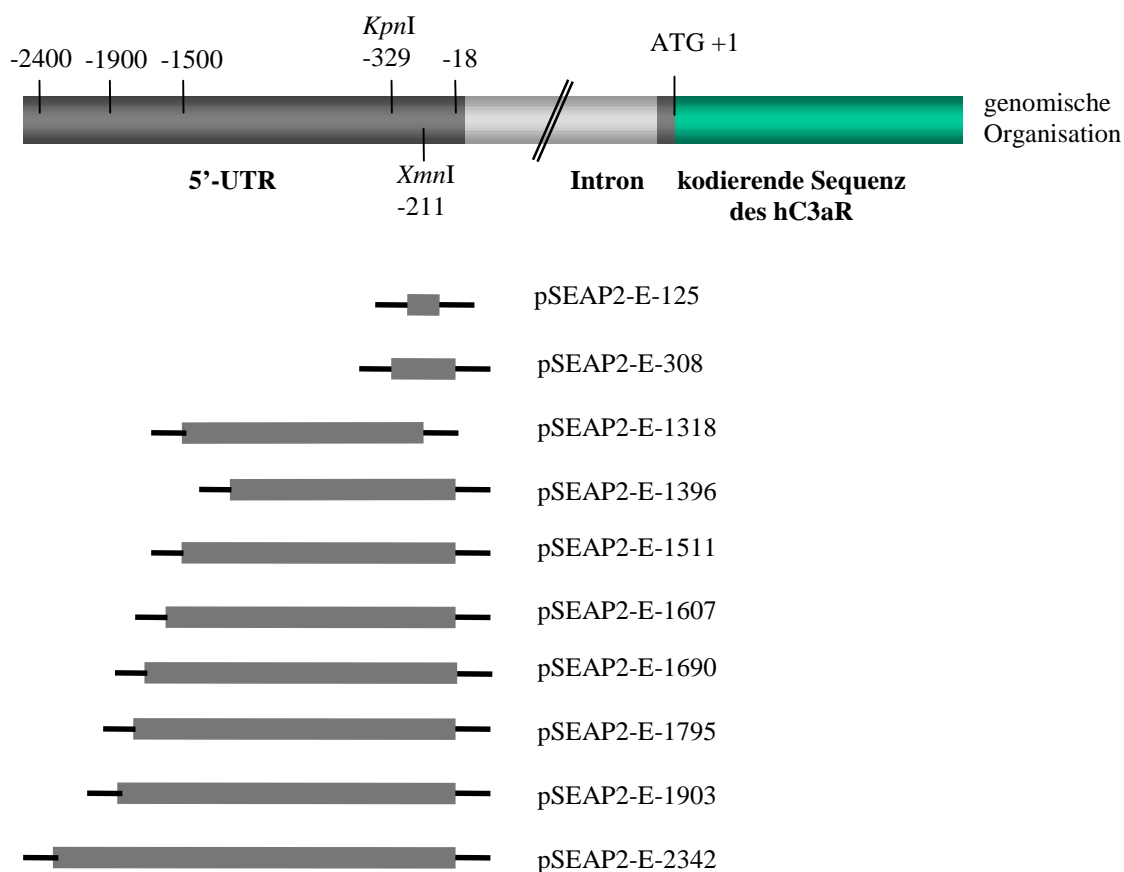 KpnI
-2400 -1900 -1500 -329 -18 ATG +1
genomische
Organisation
5’-UTR XmnI Intron kodierende Sequenz
-211 des hC3aR
pSEAP2-E-125
pSEAP2-E-308
pSEAP2-E-1318
pSEAP2-E-1396
pSEAP2-E-1511
pSEAP2-E-1607
pSEAP2-E-1690
pSEAP2-E-1795
pSEAP2-E-1903
pSEAP2-E-2342